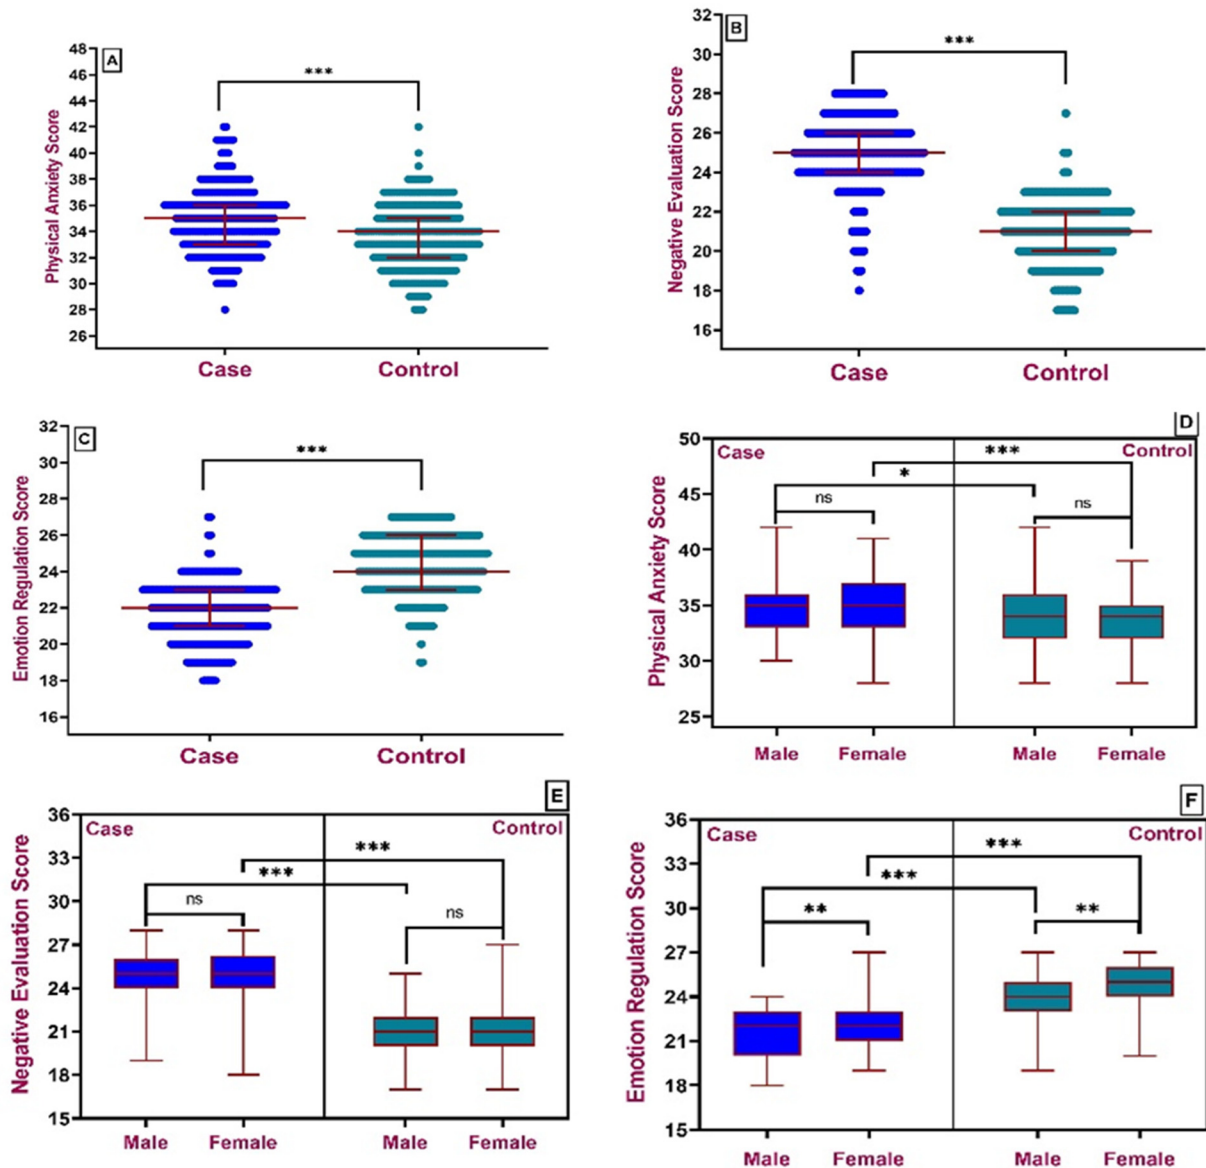 A
***
Physical Anxiety Score
48
46
44
42
40
38
36
34
32
30
28
26
Case Control
B
***
Negative Evaluation Score
32
30
28
26
24
22
20
18
16
Case Control
C
***
Emotion Regulation Score
32
30
28
26
24
22
20
18
16
Case Control
D
Case Control
***
*
ns ns
Physical Anxiety Score
50
45
40
35
30
25
Male Female Male Female
E
Case Control
***
***
ns ns
Negative Evaluation Score
36
33
30
27
24
21
18
15
Male Female Male Female
F
Case Control
***
***
** **
Emotion Regulation Score
36
33
30
27
24
21
18
15
Male Female Male Female